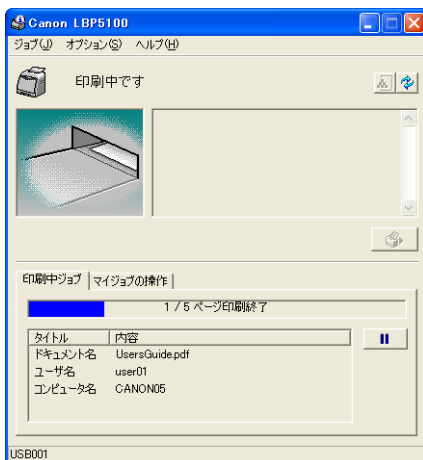 Canon LBP5100
ジョブ(J) オプション(S) ヘルプ(H)
印刷中です
印刷中ジョブ マイジョブの操作
1 / 5 ページ印刷終了
タイトル 内容
ドキュメント名 UsersGuide.pdf
ユーザ名 user01
コンピュータ名 CANON05
USB001